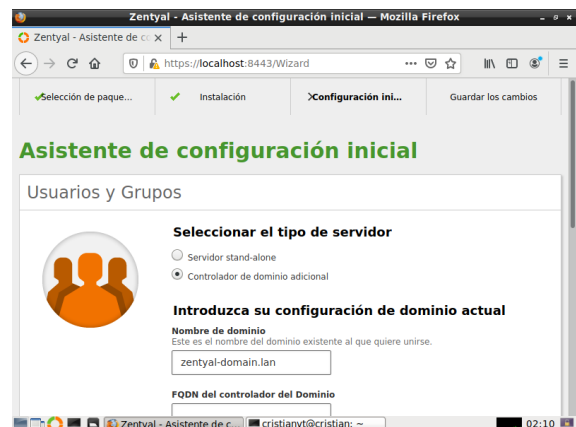 Zentyal - Asistente de configuración inicial — Mozilla Firefox
Zentyal - Asistente de co
https://localhost:8443/Wizard
Selección de paque...
Instalación
Configuración ini...
Guardar los cambios
Asistente de configuración inicial
Usuarios y Grupos
Seleccionar el tipo de servidor
Servidor stand-alone
Controlador de dominio adicional
Introduzca su configuración de dominio actual
Nombre de dominio
Este es el nombre del dominio existente al que quiere unirse.
zentyal-domain.lan
FQDN del controlador del Dominio
Zentyal - Asistente de c...
cristianvt@cristian: ~
02:10